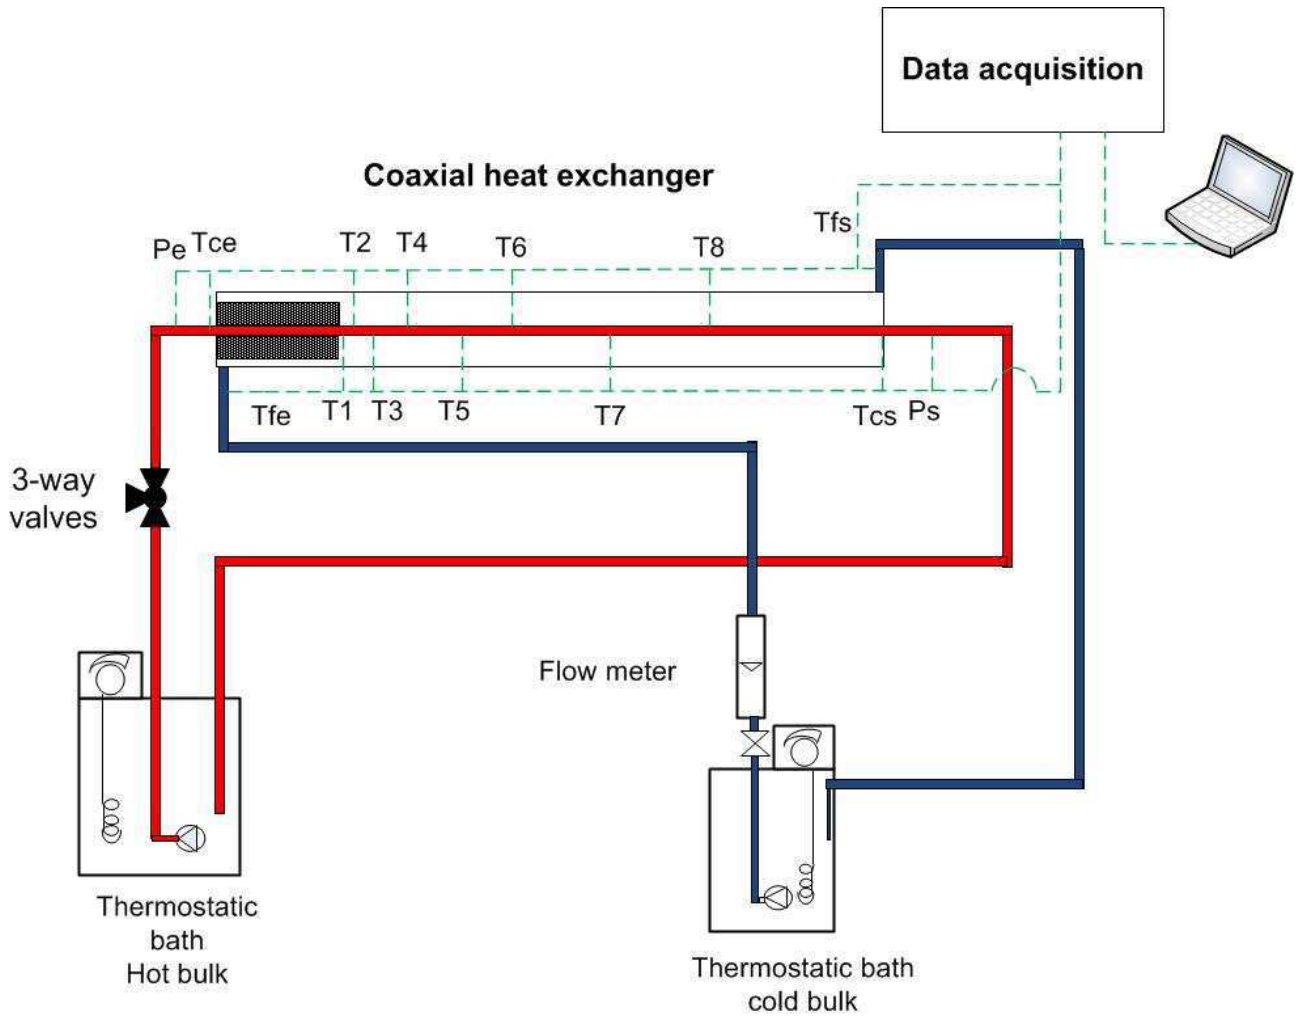 Data acquisition
Coaxial heat exchanger
Tfs
Pe Tce T2 T4 T6 T8
Tfe T1 T3 T5 T7 Tcs Ps
3-way
valves
Flow meter
Thermostatic
bath
Hot bulk
Thermostatic bath
cold bulk